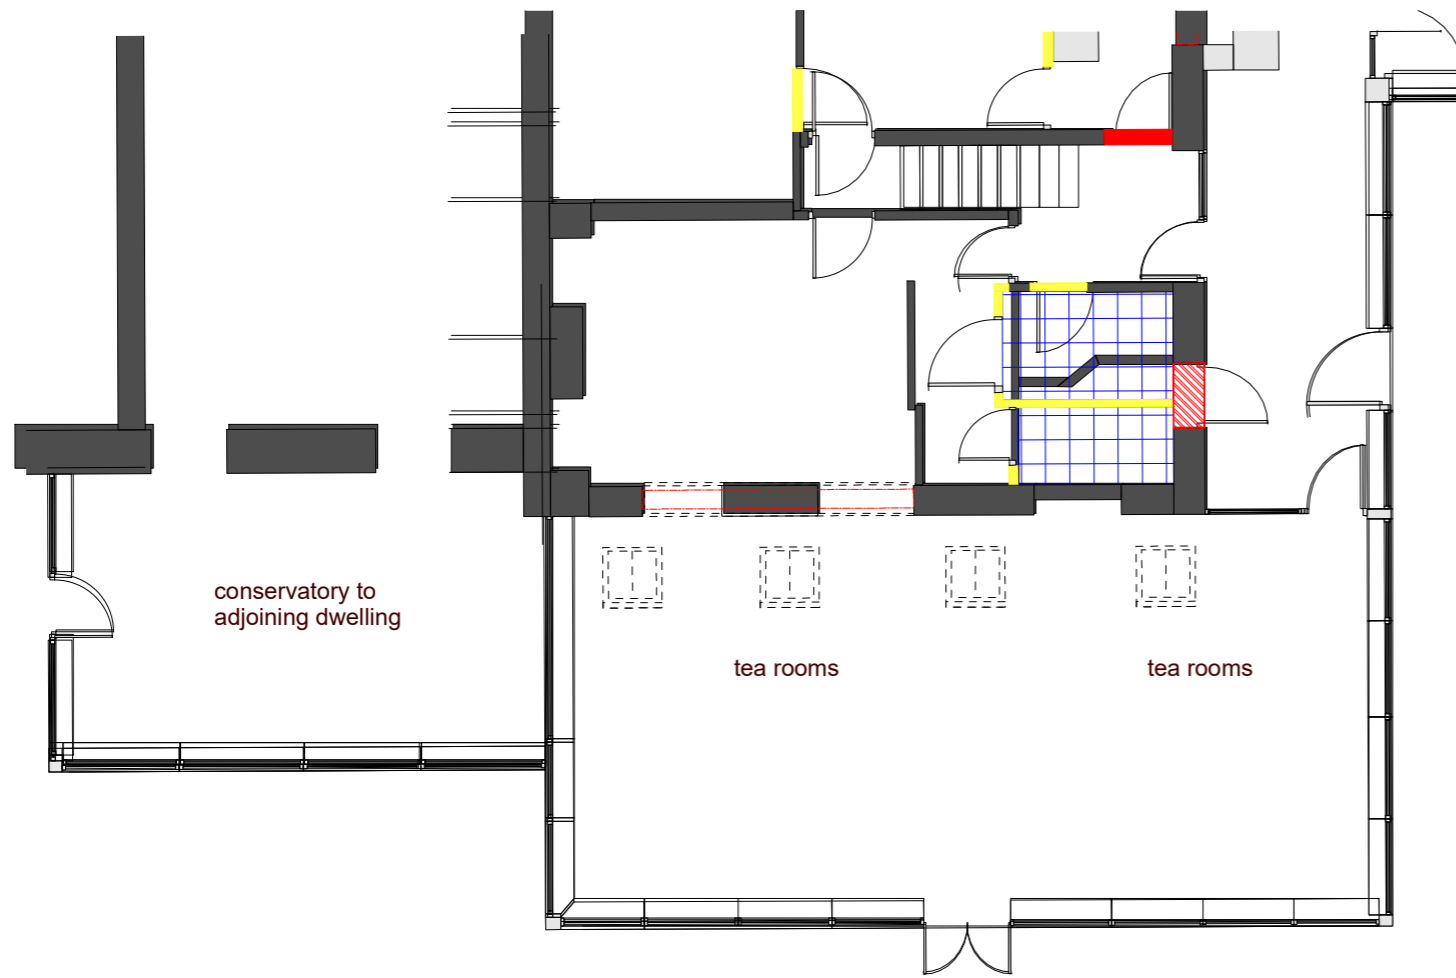 conservatory to
adjoining dwelling
tea rooms
tea rooms